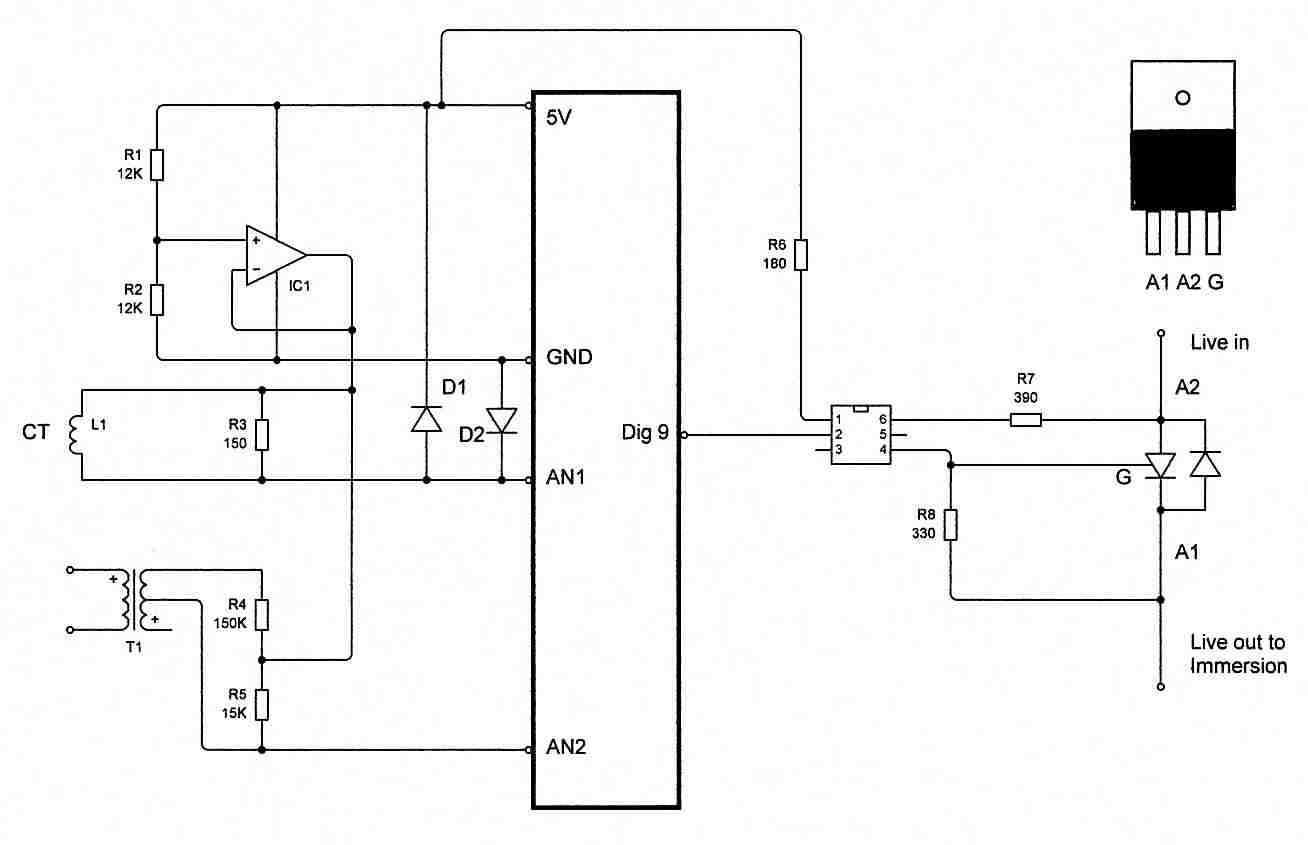 5V
R1
12K
+
−
IC1
R2
12K
GND
CT
L1
R3
150
D1
D2
AN1
Dig 9
+
+
T1
R4
150K
R5
15K
AN2
R6
180
1
2
3
6
5
4
R7
390
R8
330
A1 A2 G
Live in
A2
G
A1
Live out to
Immersion